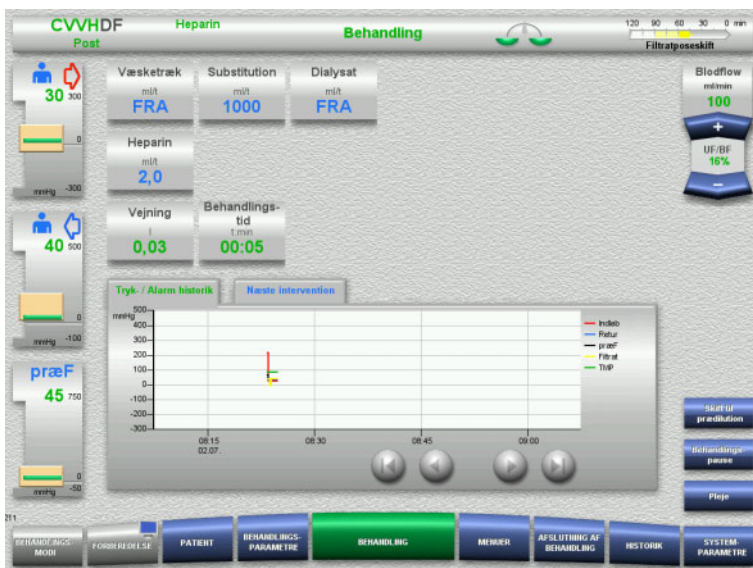 CVVHDF
Post
Heparin
Behandling
120 90 60 30 0 min
Filtratposeskift
30
300
0
-300
mmHg
40
500
0
-100
mmHg
præF
45
750
0
-50
mmHg
Væsketræk
ml/t
FRA
Substitution
ml/t
1000
Dialysat
ml/t
FRA
Heparin
ml/t
2,0
Vejning
l
0,03
Behandlings-
tid
t:min
00:05
Blodflow
ml/min
100
+
UF/BF
16%
−
Tryk- / Alarm historik
Næste intervention
mmHg
500
400
300
200
100
0
-100
-200
-300
08:15
02.07.
08:30
08:45
09:00
Indløb
Retur
præF
Filtrat
TMP
Skift til
prædilution
Behandlings-
pause
Pleje
211
BEHANDLINGS-
MODI
FORBEREDELSE
PATIENT
BEHANDLINGS-
PARAMETRE
BEHANDLING
MENUER
AFSLUTNING AF
BEHANDLING
HISTORIK
SYSTEM-
PARAMETRE